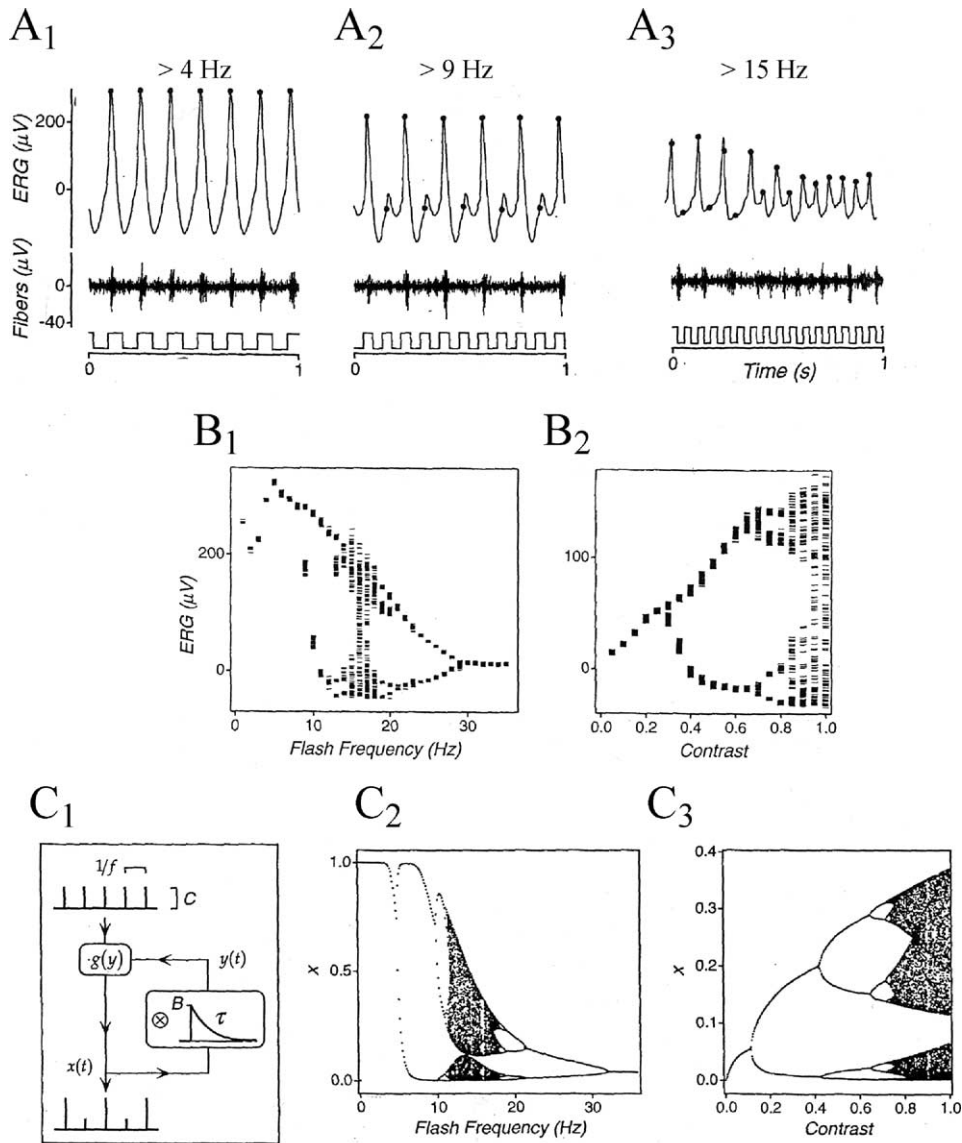 A1 A2 A3
> 4 Hz > 9 Hz > 15 Hz
ERG (μV)
200
0
Fibers (μV)
0
-40
0 1 0 1 0 1
Time (s)
B1 B2
ERG (μV)
200
0
0 10 20 30
Flash Frequency (Hz)
100
0
0.0 0.2 0.4 0.6 0.8 1.0
Contrast
C1 C2 C3
1/f
C
g(y)
y(t)
B
τ
⊗
x(t)
x
1.0
0.5
0.0
0 10 20 30
Flash Frequency (Hz)
x
0.4
0.3
0.2
0.1
0
0.0 0.2 0.4 0.6 0.8 1.0
Contrast